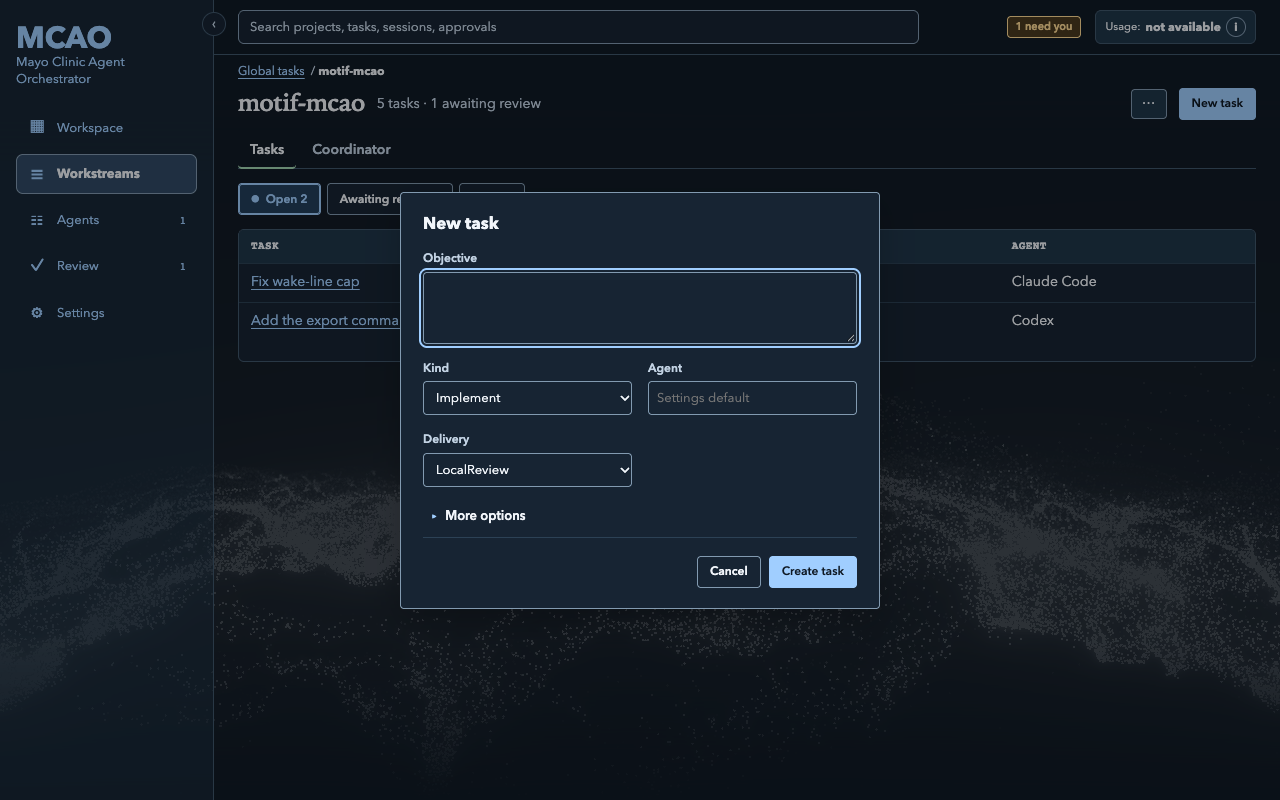 MCAO
Mayo Clinic Agent
Orchestrator
Workspace
Workstreams
Agents 1
Review 1
Settings
Search projects, tasks, sessions, approvals
1 need you
Usage: not available i
Global tasks / motif-mcao
motif-mcao 5 tasks · 1 awaiting review
... New task
Tasks Coordinator
Open 2 Awaiting re
TASK AGENT
Fix wake-line cap Claude Code
Add the export comma Codex
New task
Objective
Kind Agent
Implement Settings default
Delivery
LocalReview
More options
Cancel Create task